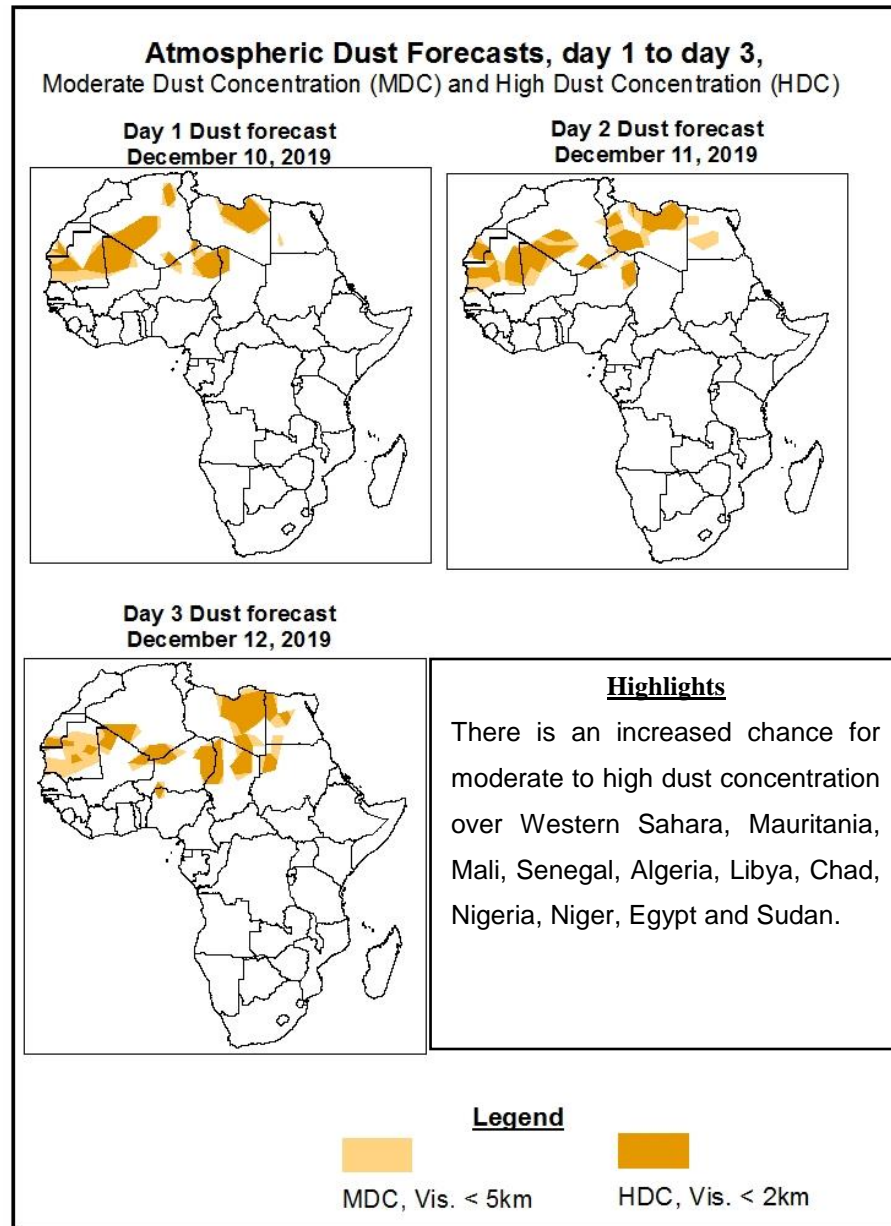 Atmospheric Dust Forecasts, day 1 to day 3,
Moderate Dust Concentration (MDC) and High Dust Concentration (HDC)
Day 1 Dust forecast
December 10, 2019
Day 2 Dust forecast
December 11, 2019
Day 3 Dust forecast
December 12, 2019
Highlights
There is an increased chance for
moderate to high dust concentration
over Western Sahara, Mauritania,
Mali, Senegal, Algeria, Libya, Chad,
Nigeria, Niger, Egypt and Sudan.
Legend
MDC, Vis. < 5km
HDC, Vis. < 2km